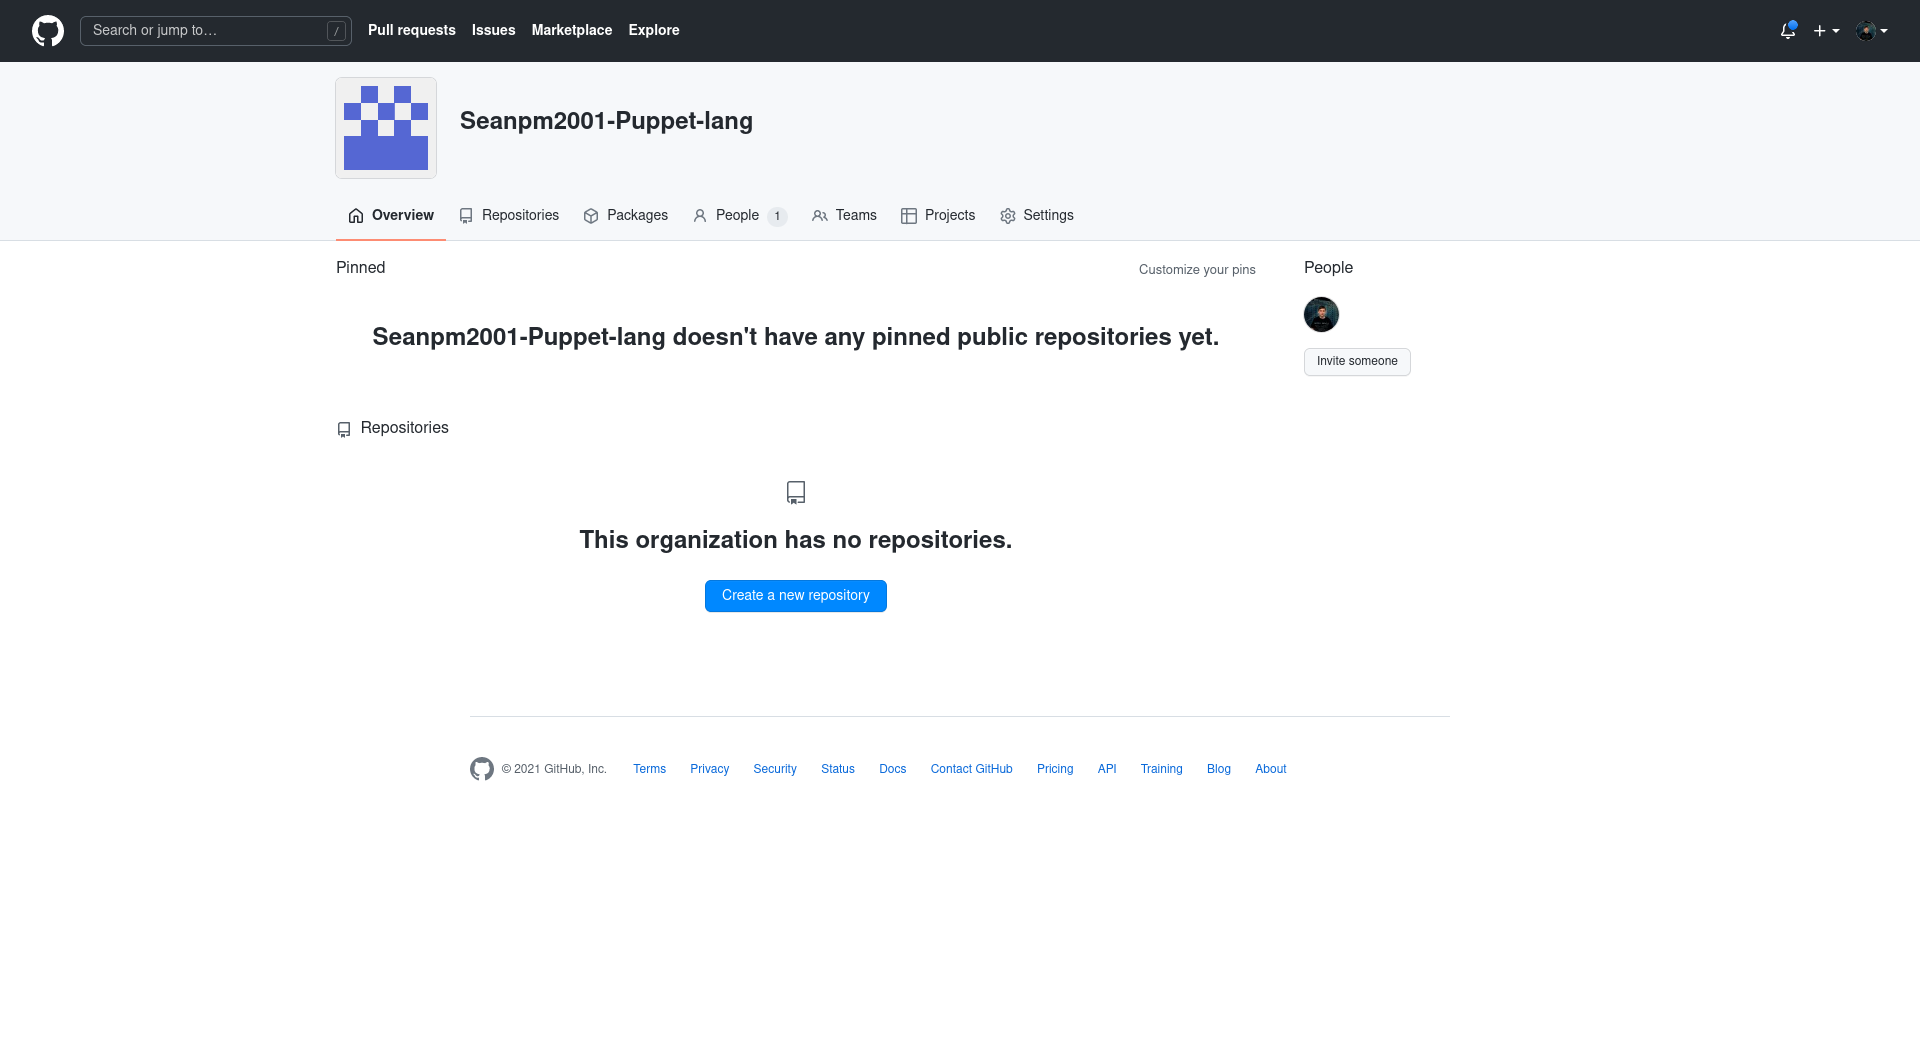 Search or jump to… /
Pull requests Issues Marketplace Explore
Seanpm2001-Puppet-lang
Overview Repositories Packages People 1 Teams Projects Settings
Pinned
Customize your pins
Seanpm2001-Puppet-lang doesn't have any pinned public repositories yet.
People
Invite someone
Repositories
This organization has no repositories.
Create a new repository
© 2021 GitHub, Inc. Terms Privacy Security Status Docs Contact GitHub Pricing API Training Blog About